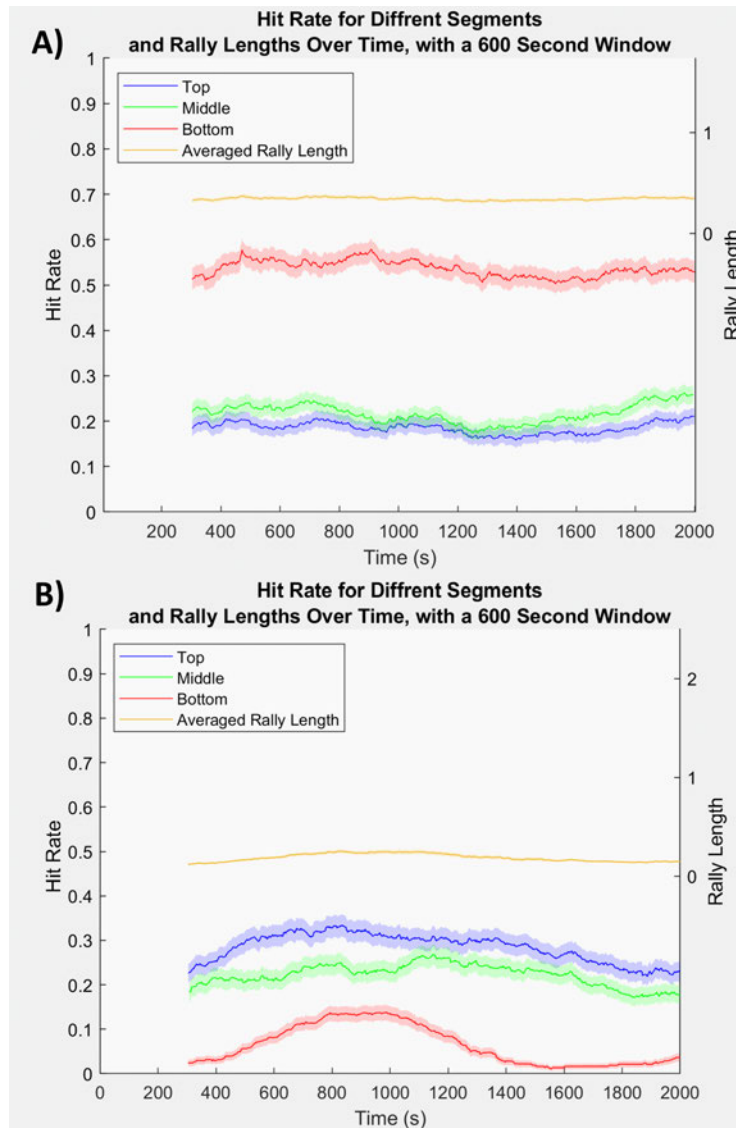 A)
Hit Rate for Diffrent Segments
and Rally Lengths Over Time, with a 600 Second Window
Top
Middle
Bottom
Averaged Rally Length
Hit Rate
1
0.9
0.8
0.7
0.6
0.5
0.4
0.3
0.2
0.1
0
200 400 600 800 1000 1200 1400 1600 1800 2000
Time (s)
1
0
Rally Length
B)
Hit Rate for Diffrent Segments
and Rally Lengths Over Time, with a 600 Second Window
Top
Middle
Bottom
Averaged Rally Length
Hit Rate
1
0.9
0.8
0.7
0.6
0.5
0.4
0.3
0.2
0.1
0
0 200 400 600 800 1000 1200 1400 1600 1800 2000
Time (s)
2
1
0
Rally Length